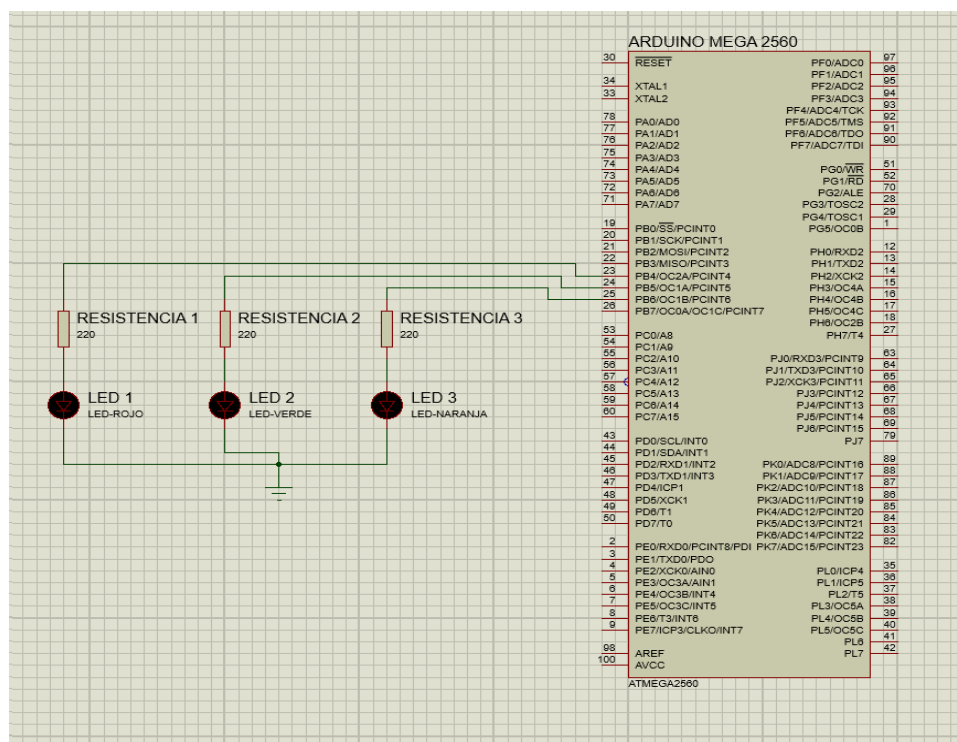 ARDUINO MEGA 2560
30 RESET PF0/ADC0 97
PF1/ADC1 96
34 XTAL1 PF2/ADC2 95
33 XTAL2 PF3/ADC3 94
PF4/ADC4/TCK 93
78 PA0/AD0 PF5/ADC5/TMS 92
77 PA1/AD1 PF6/ADC6/TDO 91
76 PA2/AD2 PF7/ADC7/TDI 90
75 PA3/AD3
74 PA4/AD4 PG0/WR 51
73 PA5/AD5 PG1/RD 52
72 PA6/AD6 PG2/ALE 70
71 PA7/AD7 PG3/TOSC2 28
PG4/TOSC1 29
19 PB0/SS/PCINT0 PG5/OC0B 1
20 PB1/SCK/PCINT1
21 PB2/MOSI/PCINT2 PH0/RXD2 12
22 PB3/MISO/PCINT3 PH1/TXD2 13
23 PB4/OC2A/PCINT4 PH2/XCK2 14
24 PB5/OC1A/PCINT5 PH3/OC4A 15
25 PB6/OC1B/PCINT6 PH4/OC4B 16
26 PB7/OC0A/OC1C/PCINT7 PH5/OC4C 17
PH6/OC2B 18
53 PC0/A8 PH7/T4 27
54 PC1/A9
55 PC2/A10 PJ0/RXD3/PCINT9 63
56 PC3/A11 PJ1/TXD3/PCINT10 64
57 PC4/A12 PJ2/XCK3/PCINT11 65
58 PC5/A13 PJ3/PCINT12 66
59 PC6/A14 PJ4/PCINT13 67
60 PC7/A15 PJ5/PCINT14 68
PJ6/PCINT15 69
43 PD0/SCL/INT0 PJ7 79
44 PD1/SDA/INT1
45 PD2/RXD1/INT2 PK0/ADC8/PCINT16 89
46 PD3/TXD1/INT3 PK1/ADC9/PCINT17 88
47 PD4/ICP1 PK2/ADC10/PCINT18 87
48 PD5/XCK1 PK3/ADC11/PCINT19 86
49 PD6/T1 PK4/ADC12/PCINT20 85
50 PD7/T0 PK5/ADC13/PCINT21 84
PK6/ADC14/PCINT22 83
2 PE0/RXD0/PCINT8/PDI PK7/ADC15/PCINT23 82
3 PE1/TXD0/PDO
4 PE2/XCK0/AIN0 PL0/ICP4 35
5 PE3/OC3A/AIN1 PL1/ICP5 36
6 PE4/OC3B/INT4 PL2/T5 37
7 PE5/OC3C/INT5 PL3/OC5A 38
8 PE6/T3/INT6 PL4/OC5B 39
9 PE7/ICP3/CLKO/INT7 PL5/OC5C 40
PL6 41
98 AREF PL7 42
100 AVCC
ATMEGA2560
RESISTENCIA 1
220
RESISTENCIA 2
220
RESISTENCIA 3
220
LED 1
LED-ROJO
LED 2
LED-VERDE
LED 3
LED-NARANJA